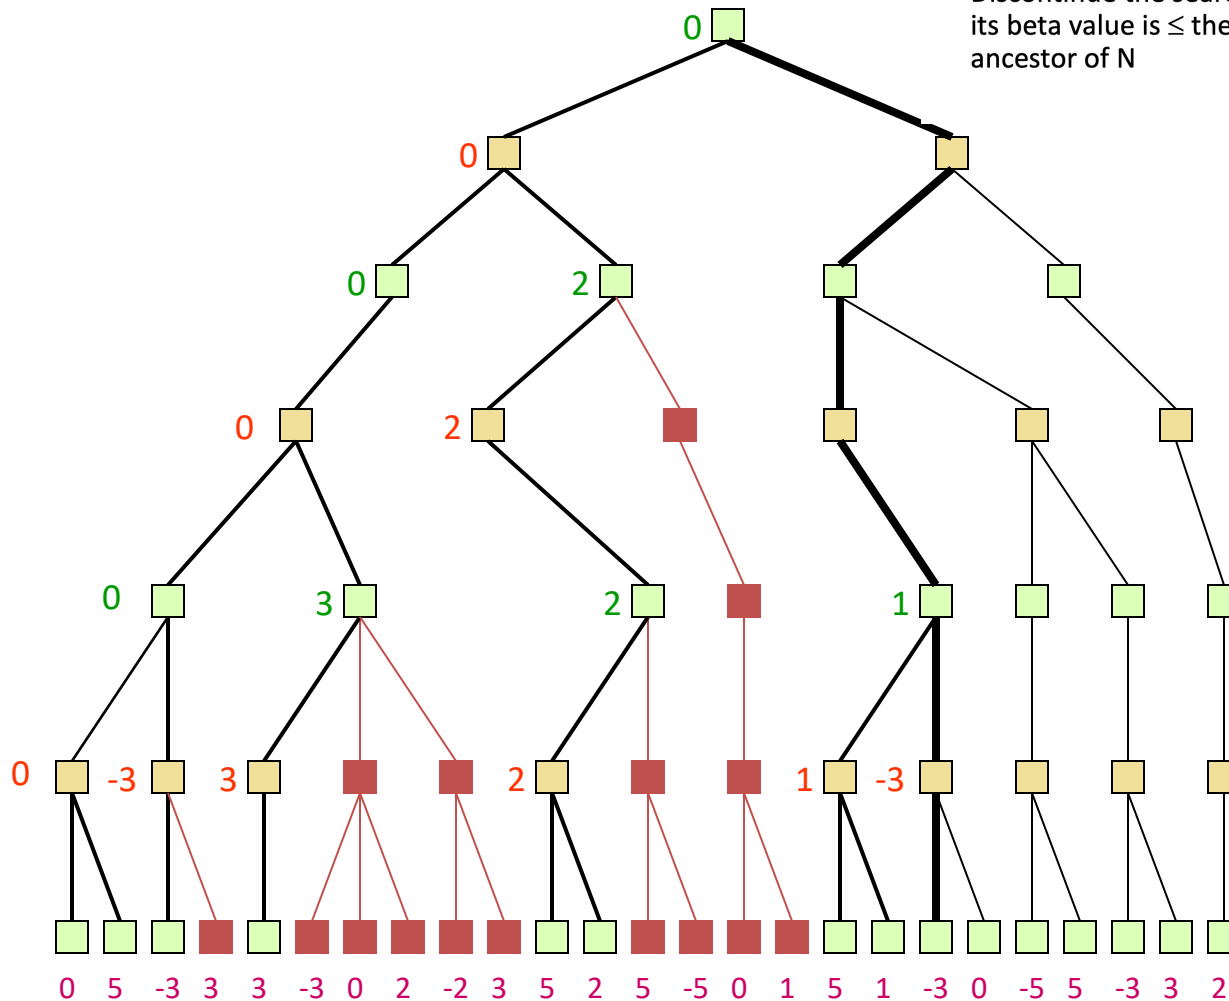 Discontinue the sear
its beta value is ≤ the
ancestor of N
0
0
0 2
0 2
0 3 2 1
0 -3 3 2 1 -3
0 5 -3 3 3 -3 0 2 -2 3 5 2 5 -5 0 1 5 1 -3 0 -5 5 -3 3 2